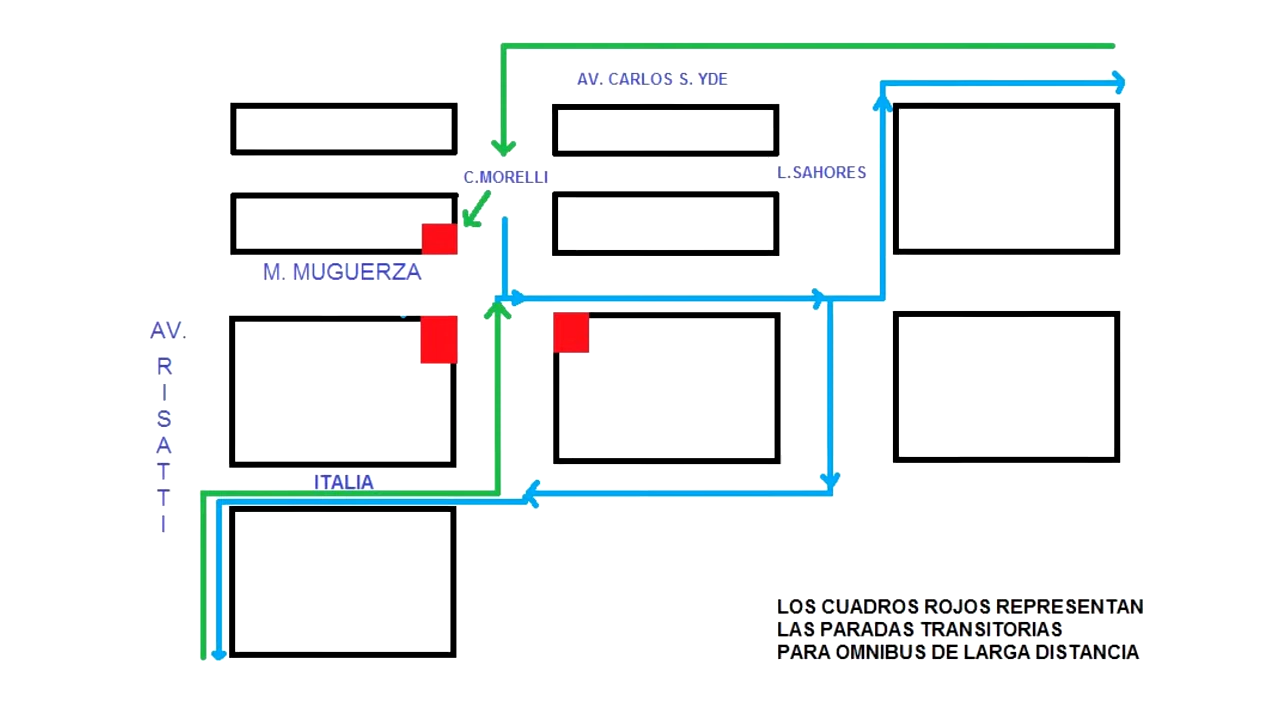 AV. CARLOS S. YDE
C.MORELLI
L.SAHORES
M. MUGUERZA
AV.
R
I
S
A
T
T
I
ITALIA
LOS CUADROS ROJOS REPRESENTAN
LAS PARADAS TRANSITORIAS
PARA OMNIBUS DE LARGA DISTANCIA